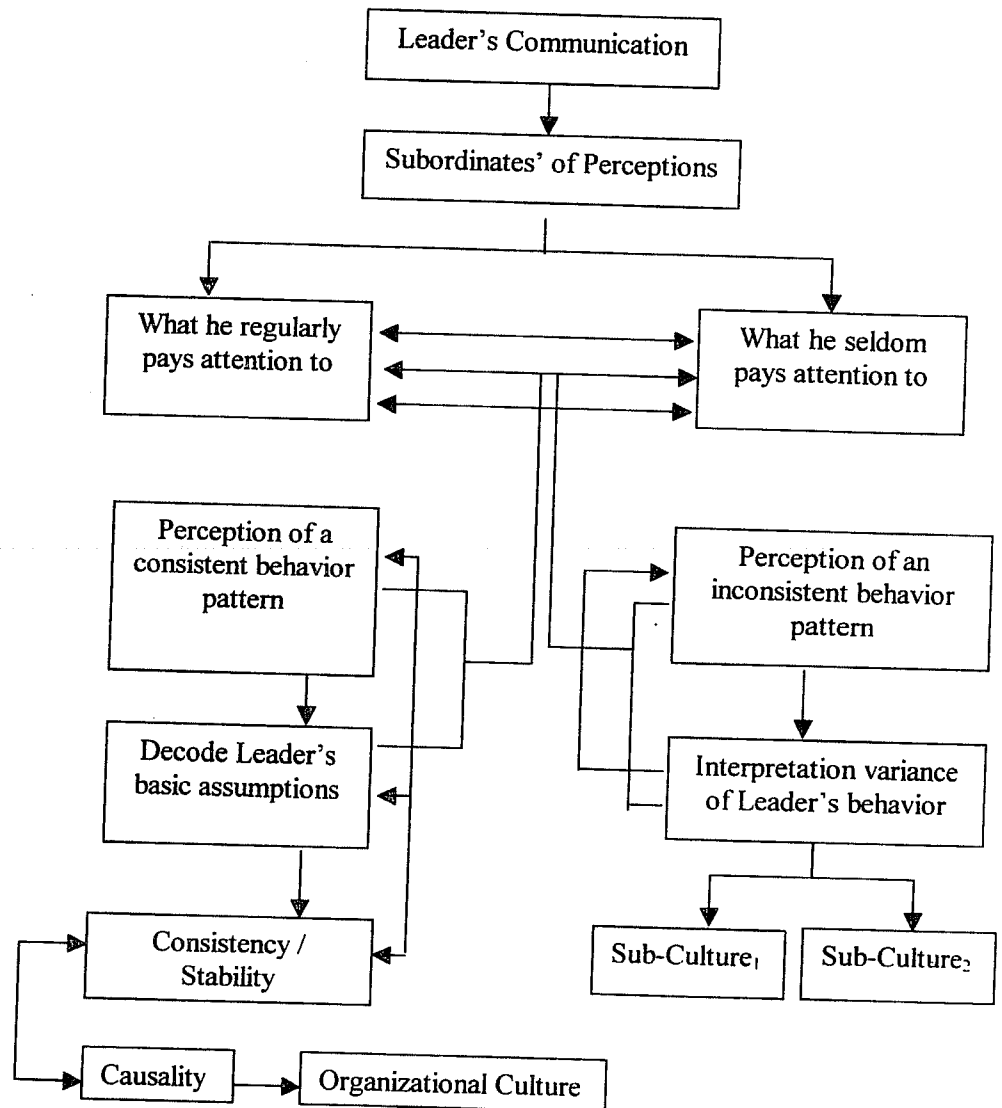 Leader's Communication
Subordinates' of Perceptions
What he regularly
pays attention to
What he seldom
pays attention to
Perception of a
consistent behavior
pattern
Perception of an
inconsistent behavior
pattern
Decode Leader's
basic assumptions
Interpretation variance
of Leader's behavior
Consistency /
Stability
Sub-Culture₁
Sub-Culture₂
Causality
Organizational Culture